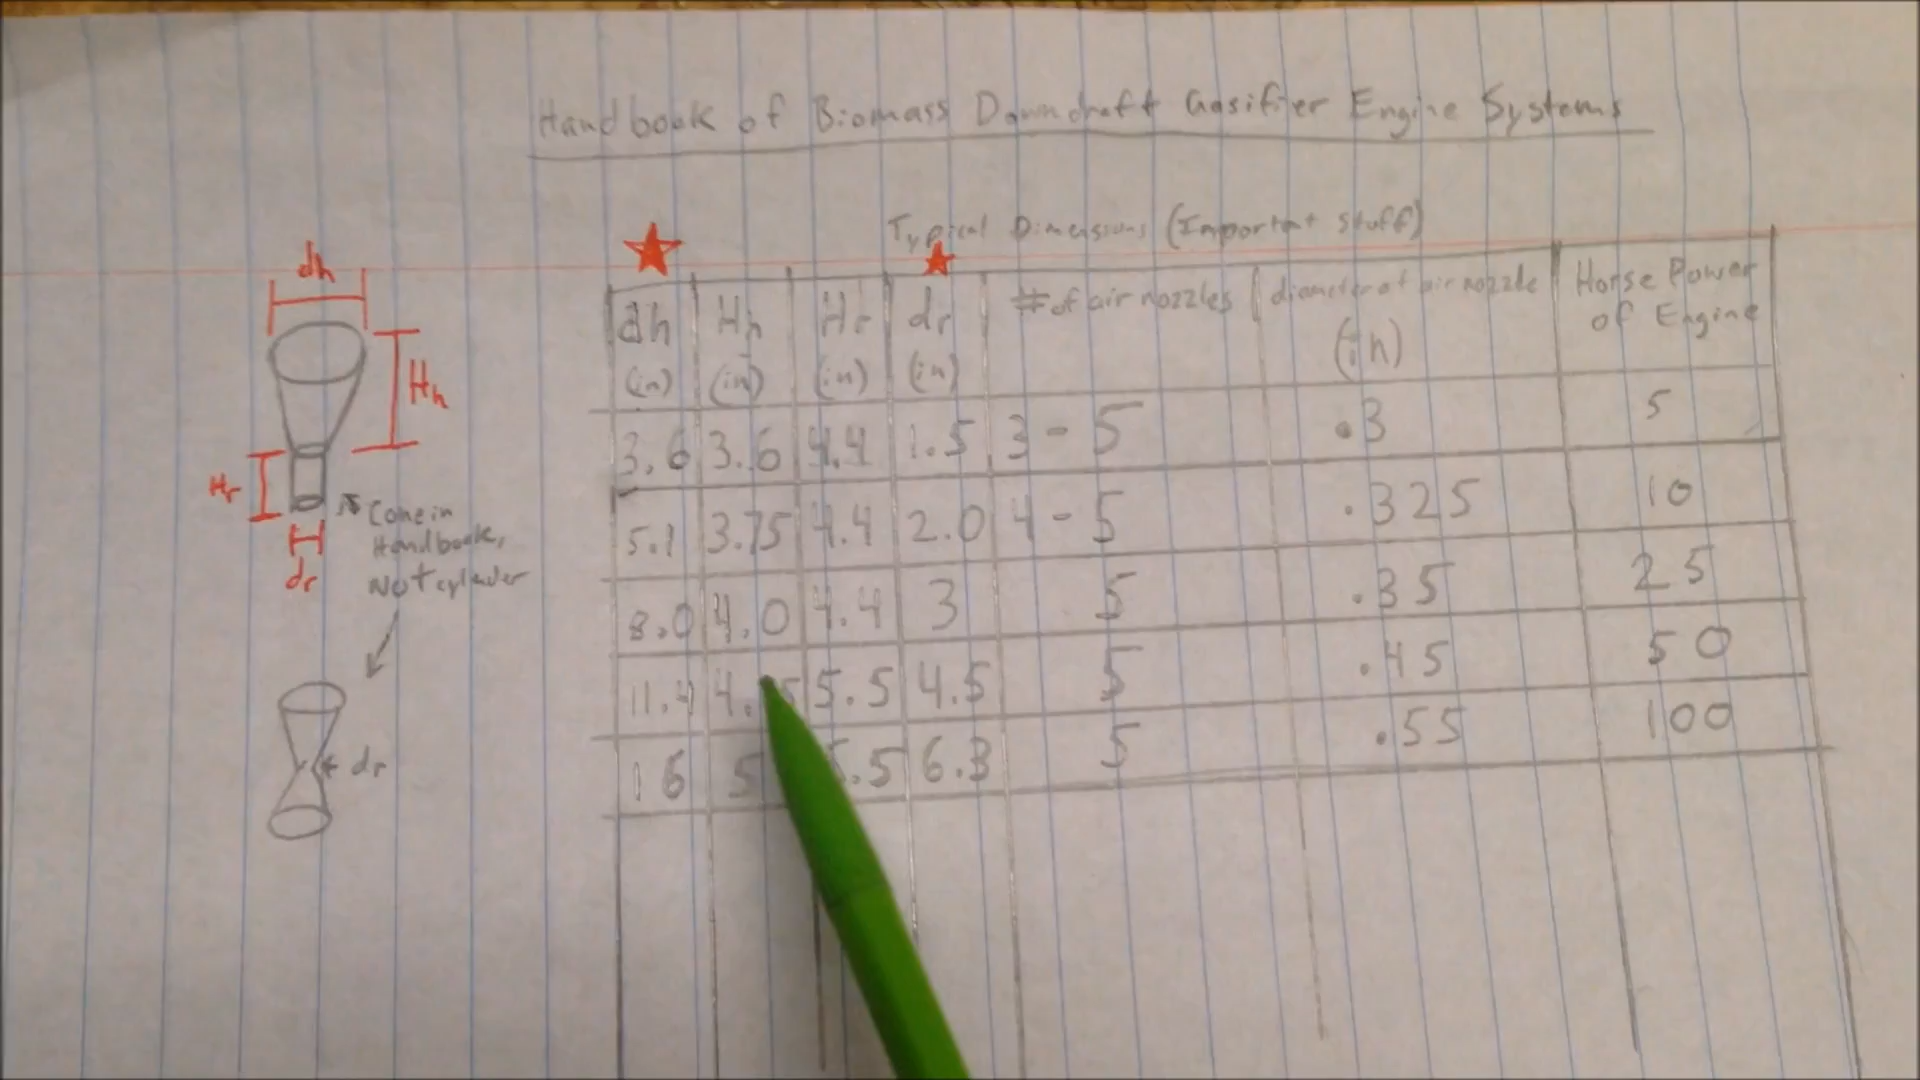 Handbook of Biomass Downdraft Gasifier Engine Systems
Typical Dimensions (Important Stuff)
dh
Hh
Hr
dr
Cone in
Handbook,
Not cylinder
dr
dh (in) Hh (in) Hr (in) dr (in) # of air nozzles diameter of air nozzle (in) Horse Power of Engine
3.6 3.6 4.4 1.5 3 - 5 .3 5
5.1 3.75 4.4 2.0 4 - 5 .325 10
8.0 4.0 4.4 3 5 .35 25
11.4 5.5 4.5 5 .45 50
16 5 6.3 5 .55 100